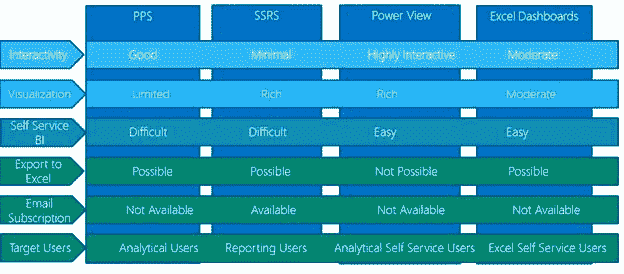 PPS SSRS Power View Excel Dashboards
Interactivity Good Minimal Highly Interactive Moderate
Visualization Limited Rich Rich Moderate
Self Service
BI Difficult Difficult Easy Easy
Export to
Excel Possible Possible Not Possible Possible
Email
Subscription Not Available Available Not Available Not Available
Target Users Analytical Users Reporting Users Analytical Self Service Users Excel Self Service Users